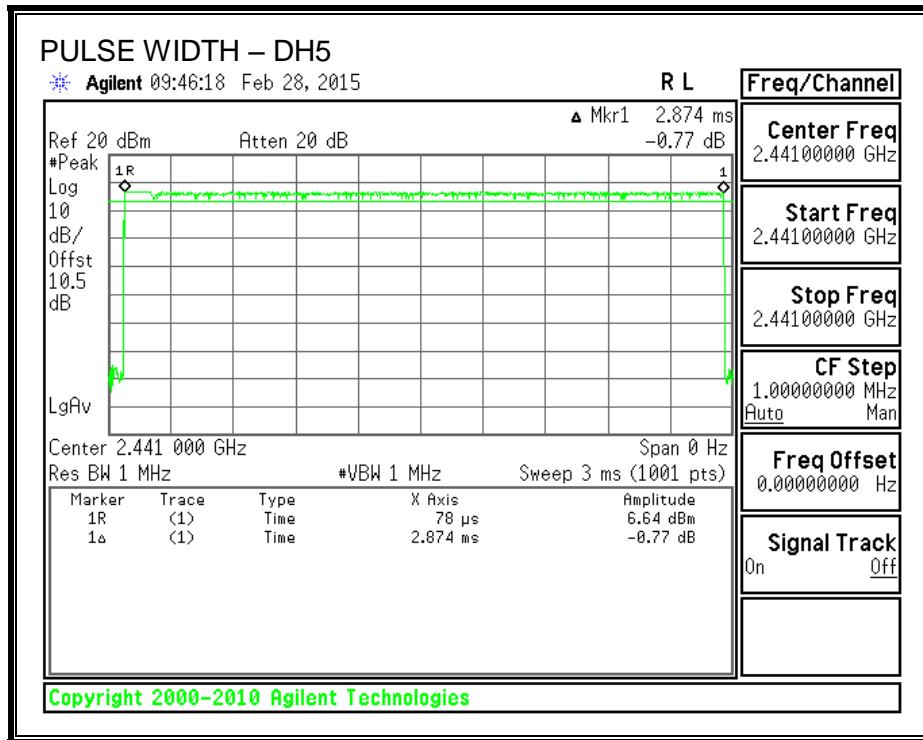 PULSE WIDTH – DH5
Agilent 09:46:18 Feb 28, 2015 R L
Freq/Channel
Δ Mkr1 2.874 ms
Ref 20 dBm Atten 20 dB -0.77 dB
#Peak
Log
10
dB/
Offst
10.5
dB
LgAv
1R
1
Center 2.441 000 GHz Span 0 Hz
Res BW 1 MHz #VBW 1 MHz Sweep 3 ms (1001 pts)
Marker Trace Type X Axis Amplitude
1R (1) Time 78 µs 6.64 dBm
1Δ (1) Time 2.874 ms -0.77 dB
Center Freq
2.44100000 GHz
Start Freq
2.44100000 GHz
Stop Freq
2.44100000 GHz
CF Step
1.00000000 MHz
Auto Man
Freq Offset
0.00000000 Hz
Signal Track
On Off
Copyright 2000-2010 Agilent Technologies